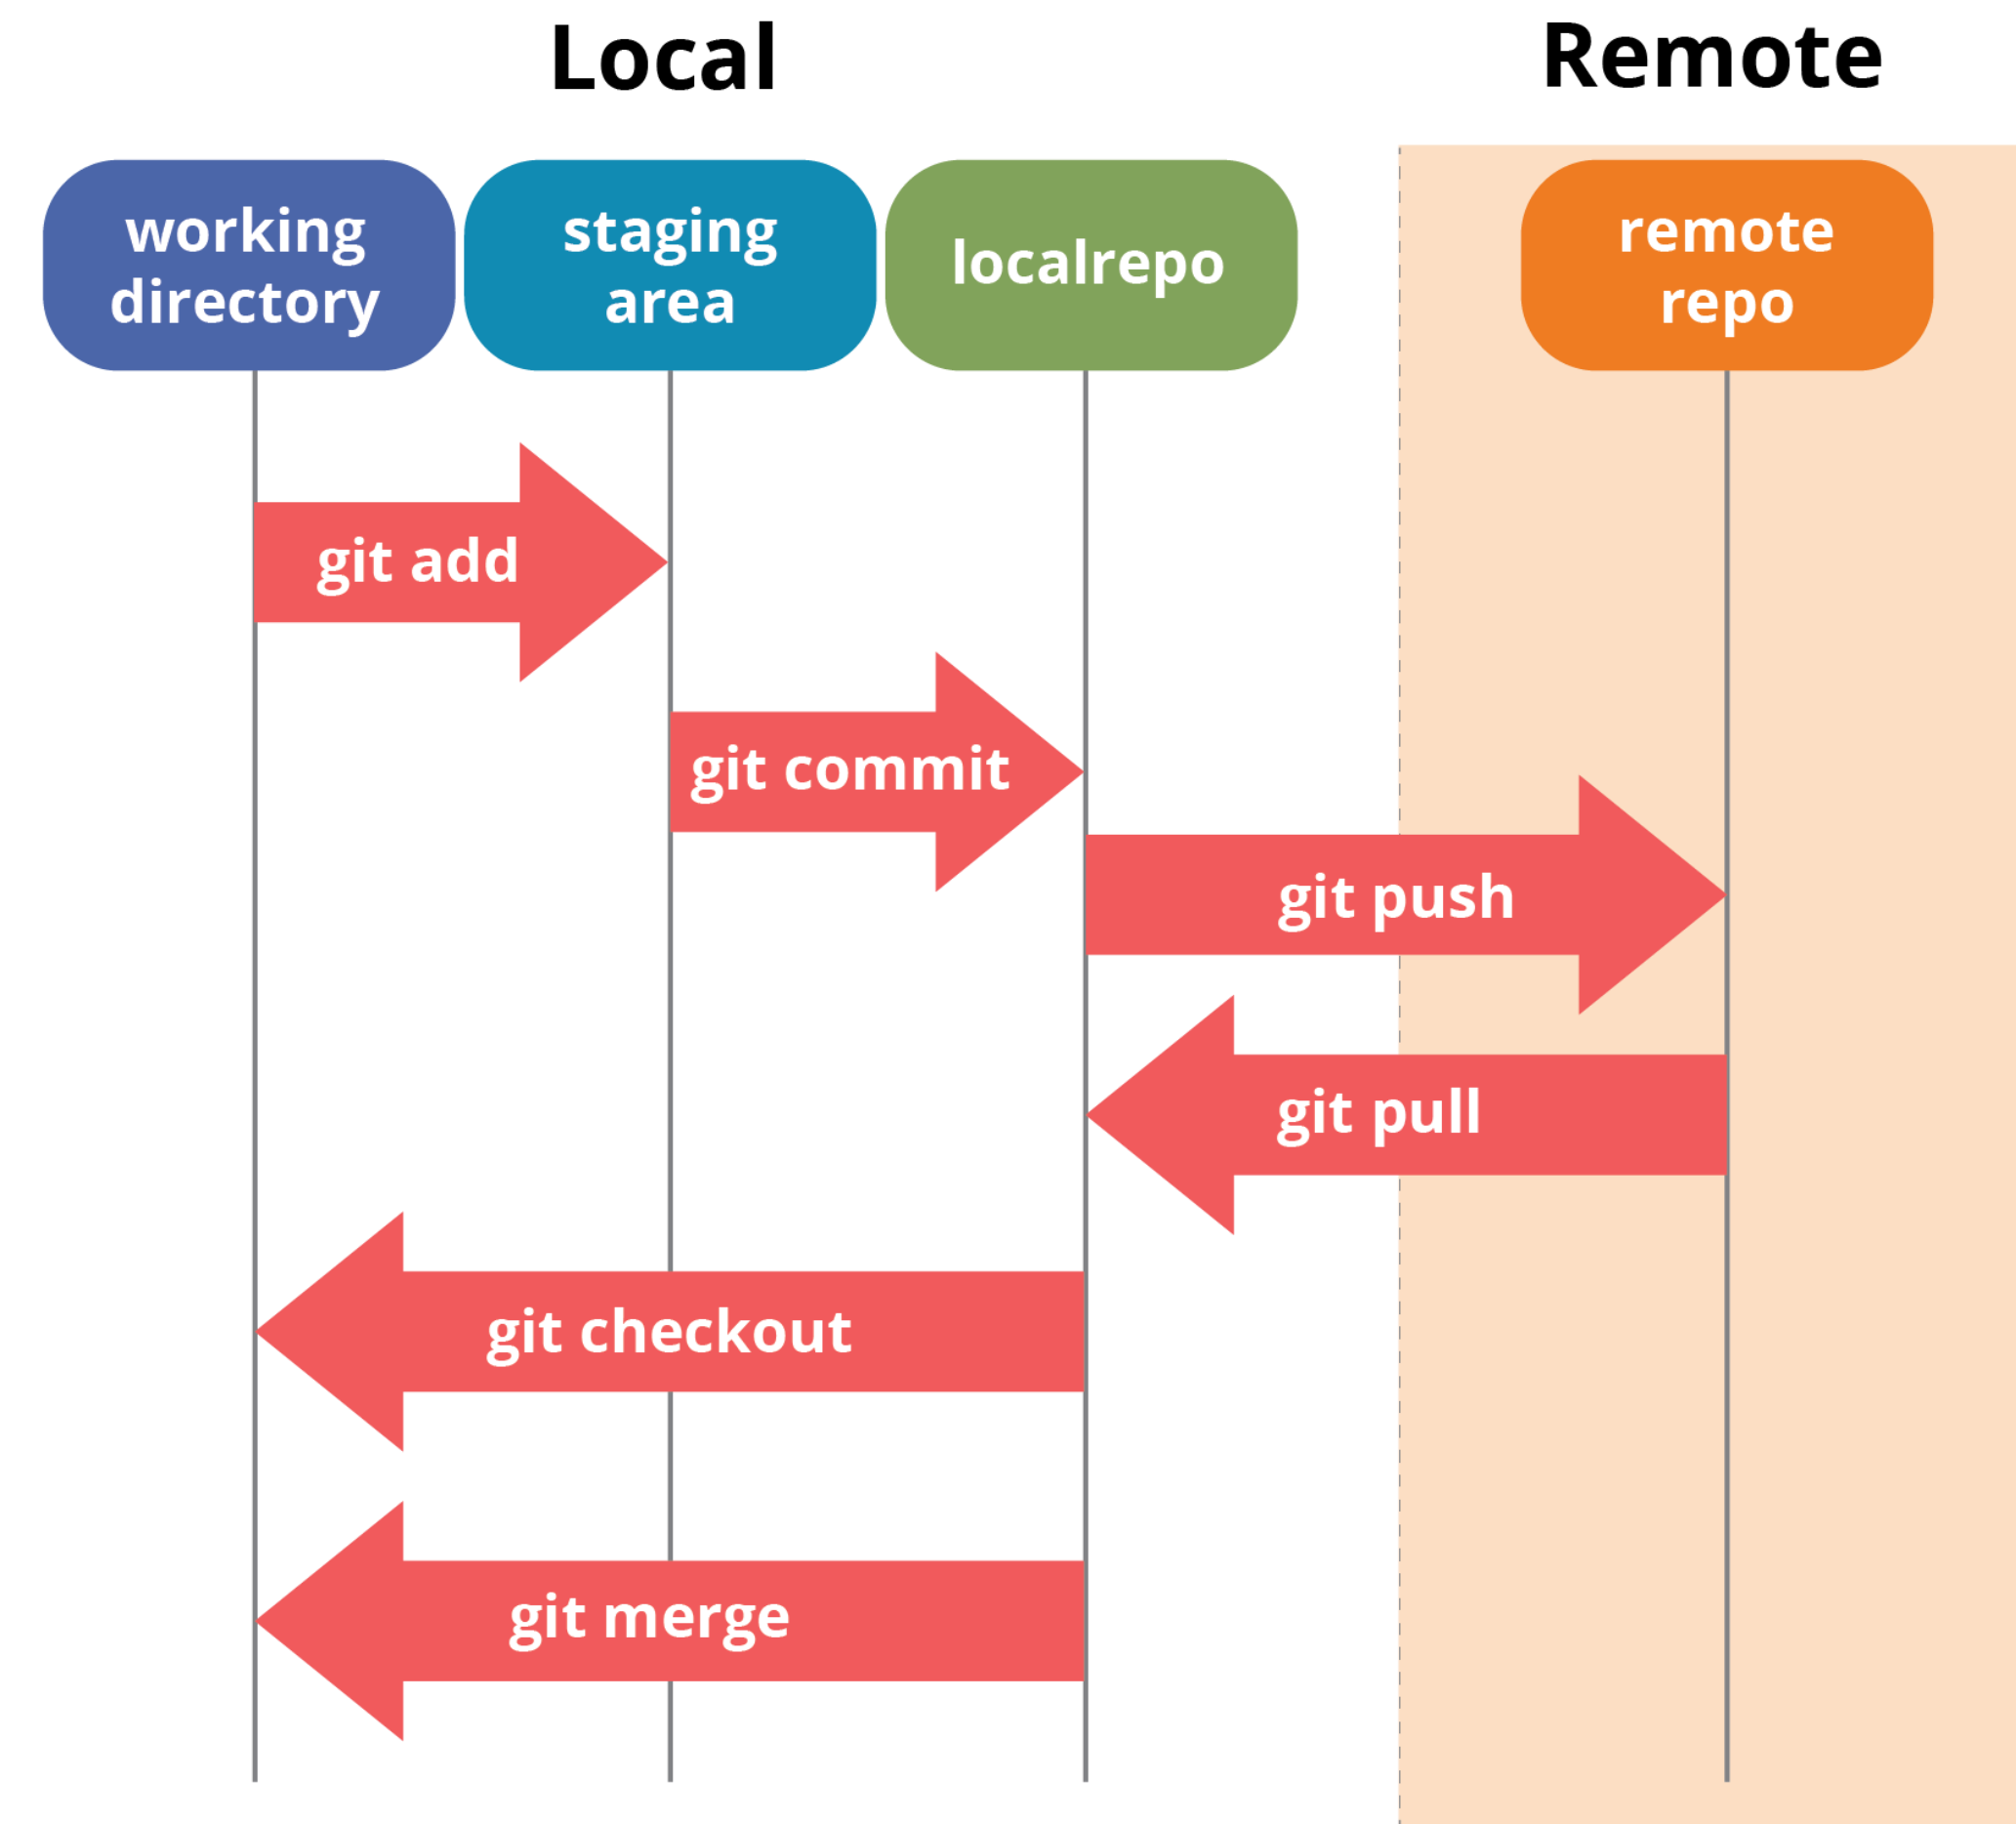 Local
Remote
working
directory
staging
area
localrepo
remote
repo
git add
git commit
git push
git pull
git checkout
git merge